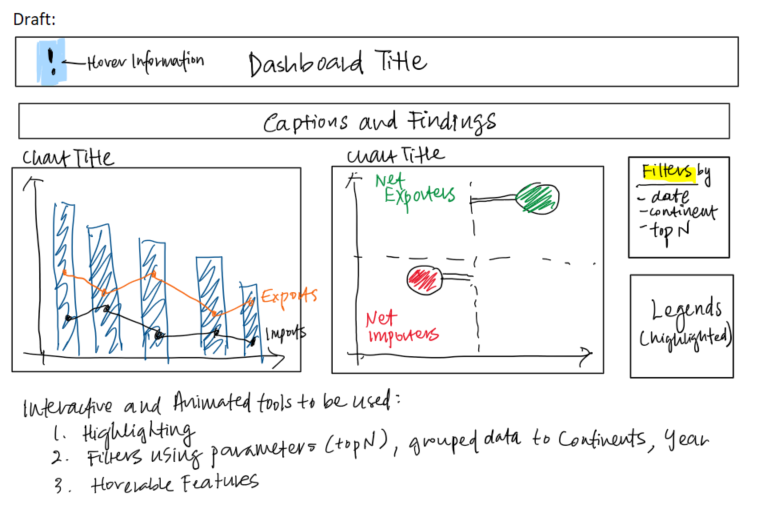 Draft:
! ← Hover Information
Dashboard Title
Captions and Findings
Chart Title
Exports
Imports
Chart Title
Net
Exporters
Net
Importers
Filters by
- date
- continent
- top N
Legends
(highlighted)
Interactive and Animated tools to be used:
1. Highlighting
2. Filters using parameters (top N), grouped data to Continents, Year
3. Hoverable Features